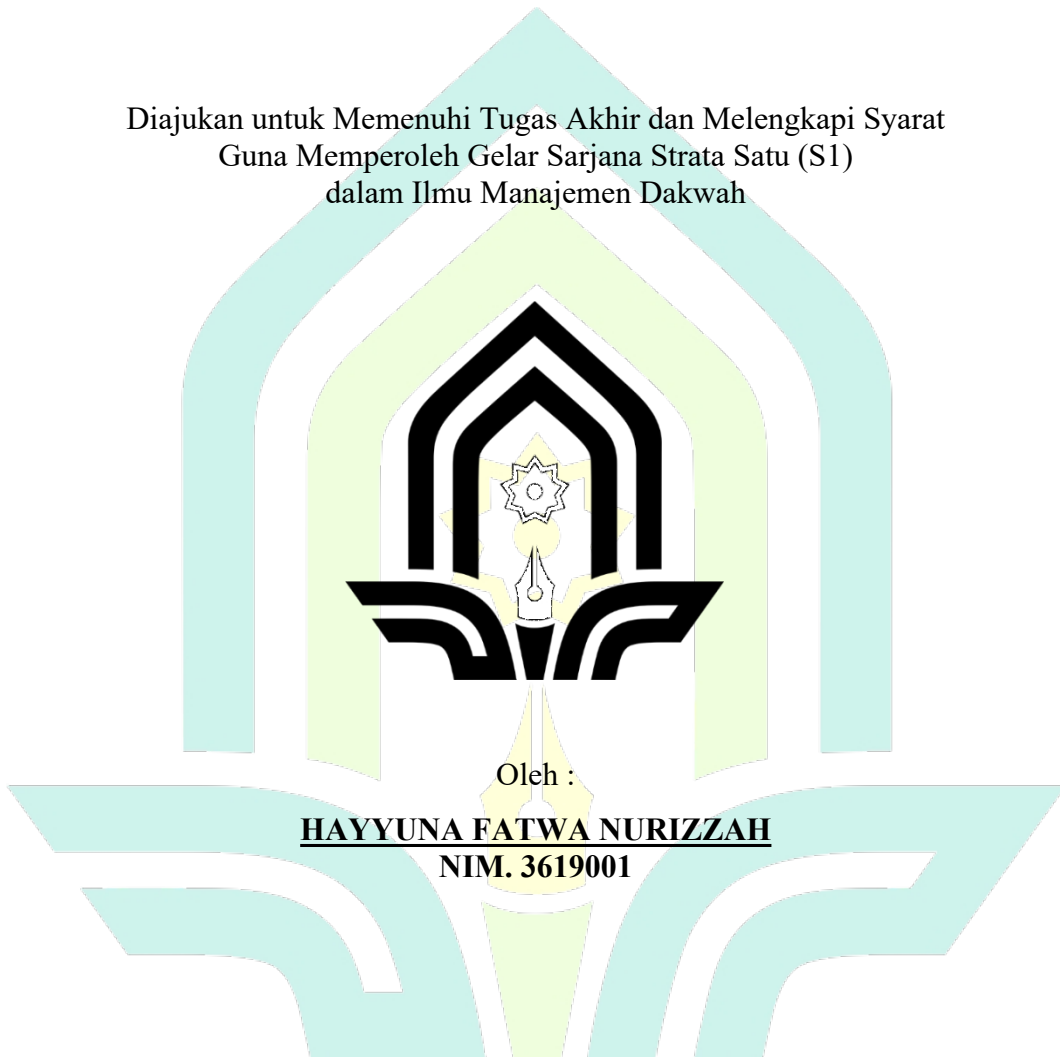 Diajukan untuk Memenuhi Tugas Akhir dan Melengkapi Syarat
Guna Memperoleh Gelar Sarjana Strata Satu (S1)
dalam Ilmu Manajemen Dakwah
Oleh :
HAYYUNA FATWA NURIZZAH
NIM. 3619001